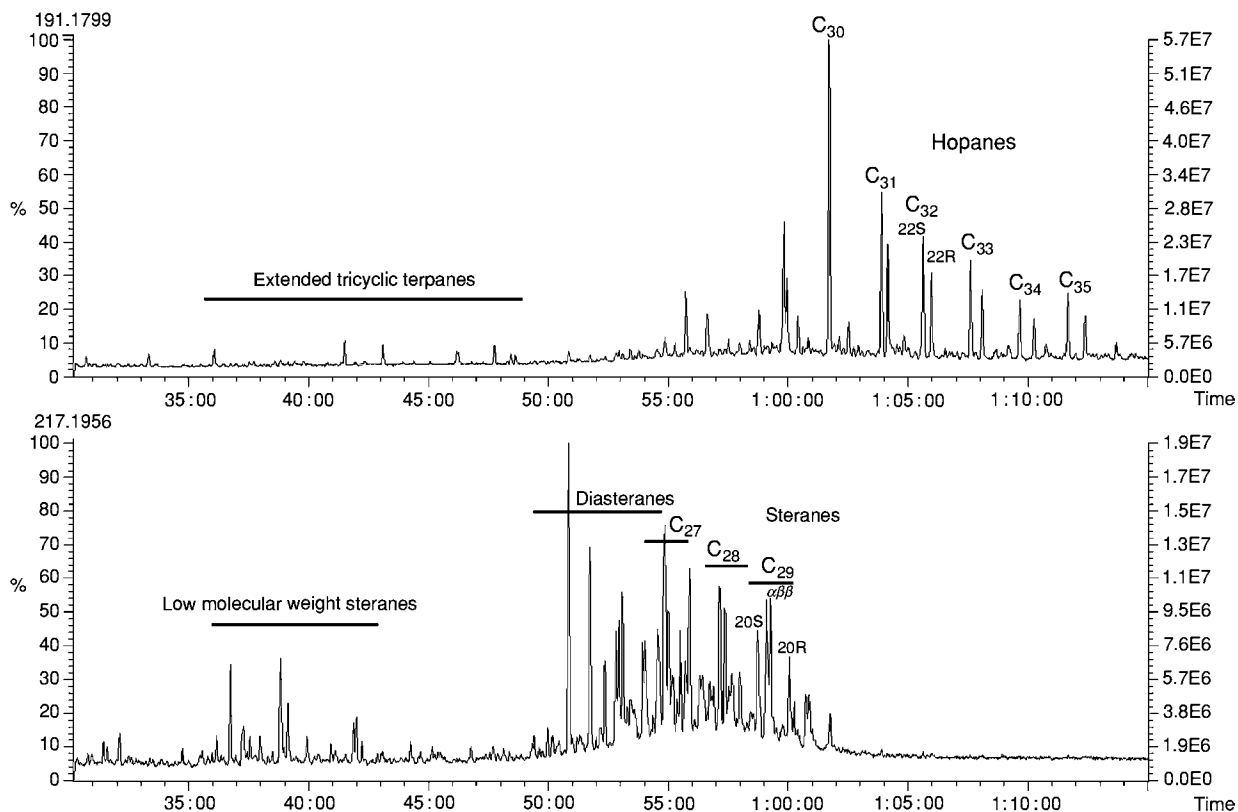 191.1799
100
90
80
70
60
50
40
30
20
10
0
%
5.7E7
5.1E7
4.6E7
4.0E7
3.4E7
2.8E7
2.3E7
1.7E7
1.1E7
5.7E6
0.0E0
C30
Hopanes
C31
C32
22S
22R
C33
C34
C35
Extended tricyclic terpanes
35:00 40:00 45:00 50:00 55:00 1:00:00 1:05:00 1:10:00 Time
217.1956
100
90
80
70
60
50
40
30
20
10
0
%
1.9E7
1.7E7
1.5E7
1.3E7
1.1E7
9.5E6
7.6E6
5.7E6
3.8E6
1.9E6
0.0E0
Diasteranes
C27
Steranes
C28
C29
αββ
20S
20R
Low molecular weight steranes
35:00 40:00 45:00 50:00 55:00 1:00:00 1:05:00 1:10:00 Time